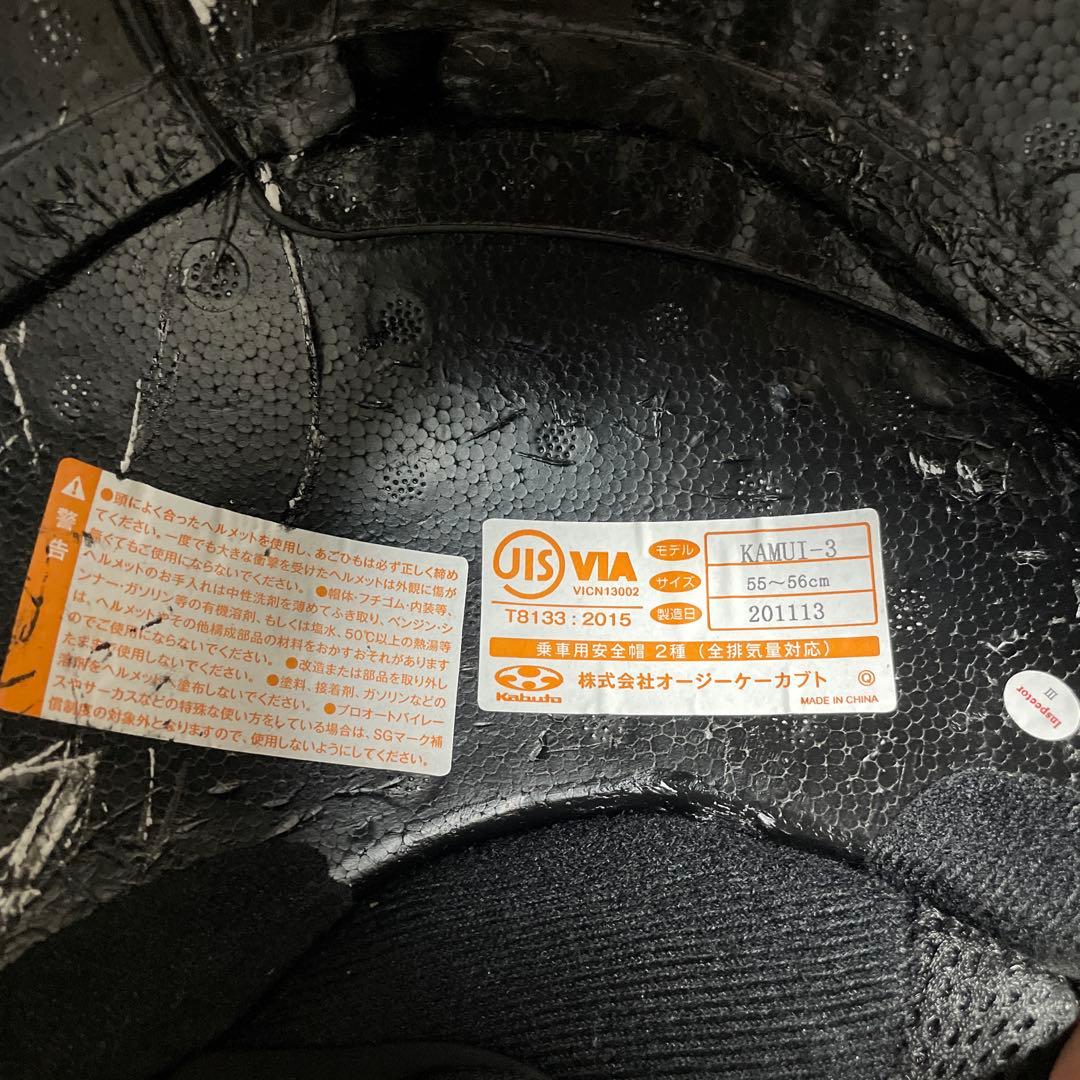 警告
●頭によく合ったヘルメットを使用し、あごひもは必ず正しく締め
てください。一度でも大きな衝撃を受けたヘルメットは外観に傷が
無くてもご使用にならないでください。●帽体・フチゴム・内装等、
ヘルメットのお手入れは中性洗剤を薄めてふき取り、ベンジン・シ
ンナー・ガソリン等の有機溶剤、もしくは塩水、50℃以上の熱湯等
は、ヘルメットやその他構成部品の材料をおかすおそれがあります
のでご使用にならないでください。●改造または部品を取り外し
たまま使用しないでください。●塗料、接着剤、ガソリンなどの
溶剤をヘルメットへ塗布しないでください。●プロオートバイレー
スやサーカスなどの特殊な使い方をしている場合は、SGマーク補
償制度の対象外となりますので、使用しないようにしてください。
JIS VIA
VICN13002
T8133:2015
モデル KAMUI-3
サイズ 55～56cm
製造日 201113
乗車用安全帽 2種（全排気量対応）
Kabuto 株式会社オージーケーカブト
MADE IN CHINA
Inspector
III